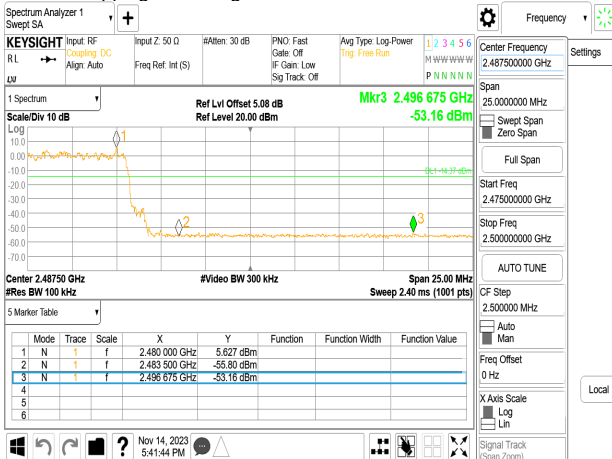 Spectrum Analyzer 1
Swept SA
+
Frequency
KEYSIGHT
RL
Input: RF
Coupling: DC
Align: Auto
Input Z: 50 Ω
Freq Ref: Int (S)
#Atten: 30 dB
PNO: Fast
Gate: Off
IF Gain: Low
Sig Track: Off
Avg Type: Log-Power
Trig: Free Run
1 2 3 4 5 6
M W W W W W
P N N N N N
Center Frequency
2.487500000 GHz
Settings
Span
25.0000000 MHz
Swept Span
Zero Span
Full Span
Start Freq
2.475000000 GHz
Stop Freq
2.500000000 GHz
AUTO TUNE
CF Step
2.500000 MHz
Auto
Man
Freq Offset
0 Hz
X Axis Scale
Log
Lin
Signal Track
(Span Zoom)
Local
1 Spectrum
Scale/Div 10 dB
Ref Lvl Offset 5.08 dB
Ref Level 20.00 dBm
Mkr3 2.496 675 GHz
-53.16 dBm
Log
10.0
0.00
-10.0
-20.0
-30.0
-40.0
-50.0
-60.0
-70.0
1
2
3
DL1 -14.37 dBm
Center 2.48750 GHz
#Res BW 100 kHz
#Video BW 300 kHz
Span 25.00 MHz
Sweep 2.40 ms (1001 pts)
5 Marker Table
Mode Trace Scale X Y Function Function Width Function Value
1 N 1 f 2.480 000 GHz 5.627 dBm
2 N 1 f 2.483 500 GHz -55.80 dBm
3 N 1 f 2.496 675 GHz -53.16 dBm
4
5
6
?
Nov 14, 2023
5:41:44 PM